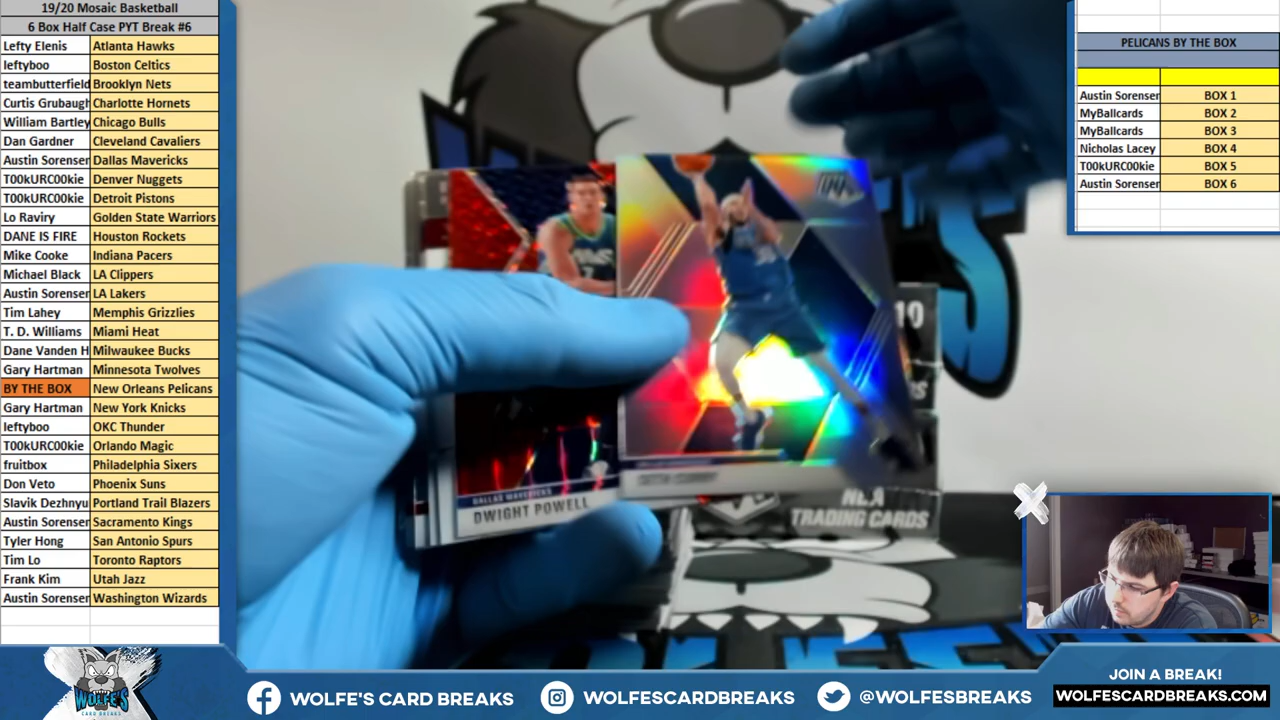 19/20 Mosaic Basketball
6 Box Half Case PYT Break #6
Lefty Elenis Atlanta Hawks
leftyboo Boston Celtics
teambutterfield Brooklyn Nets
Curtis Grubaugh Charlotte Hornets
William Bartley Chicago Bulls
Dan Gardner Cleveland Cavaliers
Austin Sorensen Dallas Mavericks
T00kURC00kie Denver Nuggets
T00kURC00kie Detroit Pistons
Lo Raviry Golden State Warriors
DANE IS FIRE Houston Rockets
Mike Cooke Indiana Pacers
Michael Black LA Clippers
Austin Sorensen LA Lakers
Tim Lahey Memphis Grizzlies
T. D. Williams Miami Heat
Dane Vanden H Milwaukee Bucks
Gary Hartman Minnesota Twolves
BY THE BOX New Orleans Pelicans
Gary Hartman New York Knicks
leftyboo OKC Thunder
T00kURC00kie Orlando Magic
fruitbox Philadelphia Sixers
Don Veto Phoenix Suns
Slavik Dezhnyu Portland Trail Blazers
Austin Sorensen Sacramento Kings
Tyler Hong San Antonio Spurs
Tim Lo Toronto Raptors
Frank Kim Utah Jazz
Austin Sorensen Washington Wizards
PELICANS BY THE BOX
Austin Sorensen BOX 1
MyBallcards BOX 2
MyBallcards BOX 3
Nicholas Lacey BOX 4
T00kURC00kie BOX 5
Austin Sorensen BOX 6
DALLAS MAVERICKS
DWIGHT POWELL
NBA
TRADING CARDS
WOLFE'S
CARD BREAKS
WOLFE'S CARD BREAKS
WOLFESCARDBREAKS
@WOLFESBREAKS
JOIN A BREAK!
WOLFESCARDBREAKS.COM